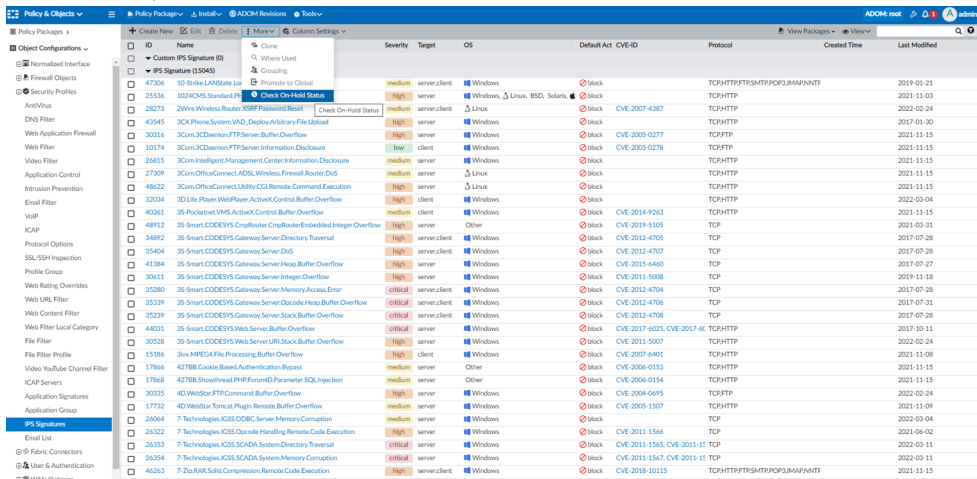 Policy & Objects
Policy Package Install ADOM Revisions Tools
ADOM: root 1 A admin
Policy Packages
Create New Edit Delete More Column Settings
View Packages View
Object Configurations
ID Name Severity Target OS Default Act CVE-ID Protocol Created Time Last Modified
Clone
Where Used
Grouping
Promote to Global
Check On-Hold Status
Check On-Hold Status
Normalized Interface
Firewall Objects
Security Profiles
AntiVirus
DNS Filter
Web Application Firewall
Web Filter
Video Filter
Application Control
Intrusion Prevention
Email Filter
VoIP
ICAP
Protocol Options
SSL/SSH Inspection
Profile Group
Web Rating Overrides
Web URL Filter
Web Content Filter
Web Filter Local Category
File Filter
File Filter Profile
Video YouTube Channel Filter
ICAP Servers
Application Signatures
Application Group
IPS Signatures
Email List
Fabric Connectors
User & Authentication
WAN Optimize
Custom IPS Signature (0)
IPS Signature (15045)
47306 10-Strike.LANState.Lo medium server,client Windows block TCP,HTTP,FTP,SMTP,POP3,IMAP,NNTP 2019-01-21
25536 1024CMS.Standard.PH high server Windows, Linux, BSD, Solaris, block TCP,HTTP 2021-11-03
28273 2Wire.Wireless.Router.XSRF.Password.Reset medium server,client Linux block CVE-2007-4387 TCP,HTTP 2022-02-24
43545 3CX.Phone.System.VAD_Deploy.Arbitrary.File.Upload high server Windows block TCP,HTTP 2017-01-30
30316 3Com.3CDaemon.FTP.Server.Buffer.Overflow high server Windows block CVE-2005-0277 TCP,FTP 2021-11-15
10174 3Com.3CDaemon.FTP.Server.Information.Disclosure low client Windows block CVE-2005-0278 TCP,FTP 2021-11-15
26815 3Com.Intelligent.Management.Center.Information.Disclosure medium server Windows block TCP,HTTP 2021-11-15
27309 3Com.OfficeConnect.ADSL.Wireless.Firewall.Router.DoS medium server Linux block TCP,HTTP 2021-11-15
48622 3Com.OfficeConnect.Utility.CGI.Remote.Command.Execution high server Linux block TCP,HTTP 2021-11-15
32034 3D.Life.Player.WebPlayer.ActiveX.Control.Buffer.Overflow high client Windows block TCP,HTTP 2022-03-04
40361 3S-Pocketnet.VMS.ActiveX.Control.Buffer.Overflow medium client Windows block CVE-2014-9263 TCP,HTTP 2021-11-15
48912 3S-Smart.CODESYS.CmpRouter.CmpRouterEmbedded.Integer.Overflow high server Other block CVE-2019-5105 TCP 2021-03-31
34892 3S-Smart.CODESYS.Gateway.Server.Directory.Traversal high server,client Windows block CVE-2012-4705 TCP 2017-07-28
35404 3S-Smart.CODESYS.Gateway.Server.DoS high server,client Windows block CVE-2012-4707 TCP 2017-07-28
41384 3S-Smart.CODESYS.Gateway.Server.Heap.Buffer.Overflow high server Windows block CVE-2015-6460 TCP 2017-07-27
30611 3S-Smart.CODESYS.Gateway.Server.Integer.Overflow high server Windows block CVE-2011-5008 TCP 2019-11-18
35280 3S-Smart.CODESYS.Gateway.Server.Memory.Access.Error critical server,client Windows block CVE-2012-4704 TCP 2017-07-28
35339 3S-Smart.CODESYS.Gateway.Server.Opcode.Heap.Buffer.Overflow critical server,client Windows block CVE-2012-4706 TCP 2017-07-31
35239 3S-Smart.CODESYS.Gateway.Server.Stack.Buffer.Overflow critical server,client Windows block CVE-2012-4708 TCP 2017-07-28
44031 3S-Smart.CODESYS.Web.Server.Buffer.Overflow critical server Windows block CVE-2017-6025, CVE-2017-60 TCP,HTTP 2017-10-11
30528 3S-Smart.CODESYS.Web.Server.URI.Stack.Buffer.Overflow high server Windows block CVE-2011-5007 TCP,HTTP 2022-02-24
15186 3ivx.MPEG4.File.Processing.Buffer.Overflow high client Windows block CVE-2007-6401 TCP,HTTP 2021-11-08
17866 427BB.Cookie.Based.Authentication.Bypass medium server Other block CVE-2006-0153 TCP,HTTP 2021-11-15
17868 427BB.Showthread.PHP.ForumID.Parameter.SQL.Injection medium server Other block CVE-2006-0154 TCP,HTTP 2021-11-15
30335 4D.WebStar.FTP.Command.Buffer.Overflow high server Windows block CVE-2004-0695 TCP,FTP 2022-02-24
17732 4D.WebStar.Tomcat.Plugin.Remote.Buffer.Overflow medium server Windows block CVE-2005-1507 TCP,HTTP 2021-11-09
26064 7-Technologies.IGSS.ODBC.Server.Memory.Corruption medium server Windows block TCP 2022-03-04
26322 7-Technologies.IGSS.Opcode.Handling.Remote.Code.Execution high server Windows block CVE-2011-1566 TCP 2021-06-02
26353 7-Technologies.IGSS.SCADA.System.Directory.Traversal critical server Windows block CVE-2011-1565, CVE-2011-15 TCP 2022-03-11
26354 7-Technologies.IGSS.SCADA.System.Memory.Corruption critical server Windows block CVE-2011-1567, CVE-2011-15 TCP 2022-03-11
46263 7-Zip.RAR.Solid.Compression.Remote.Code.Execution high server,client Windows block CVE-2018-10115 TCP,HTTP,FTP,SMTP,POP3,IMAP,NNTP 2021-11-15